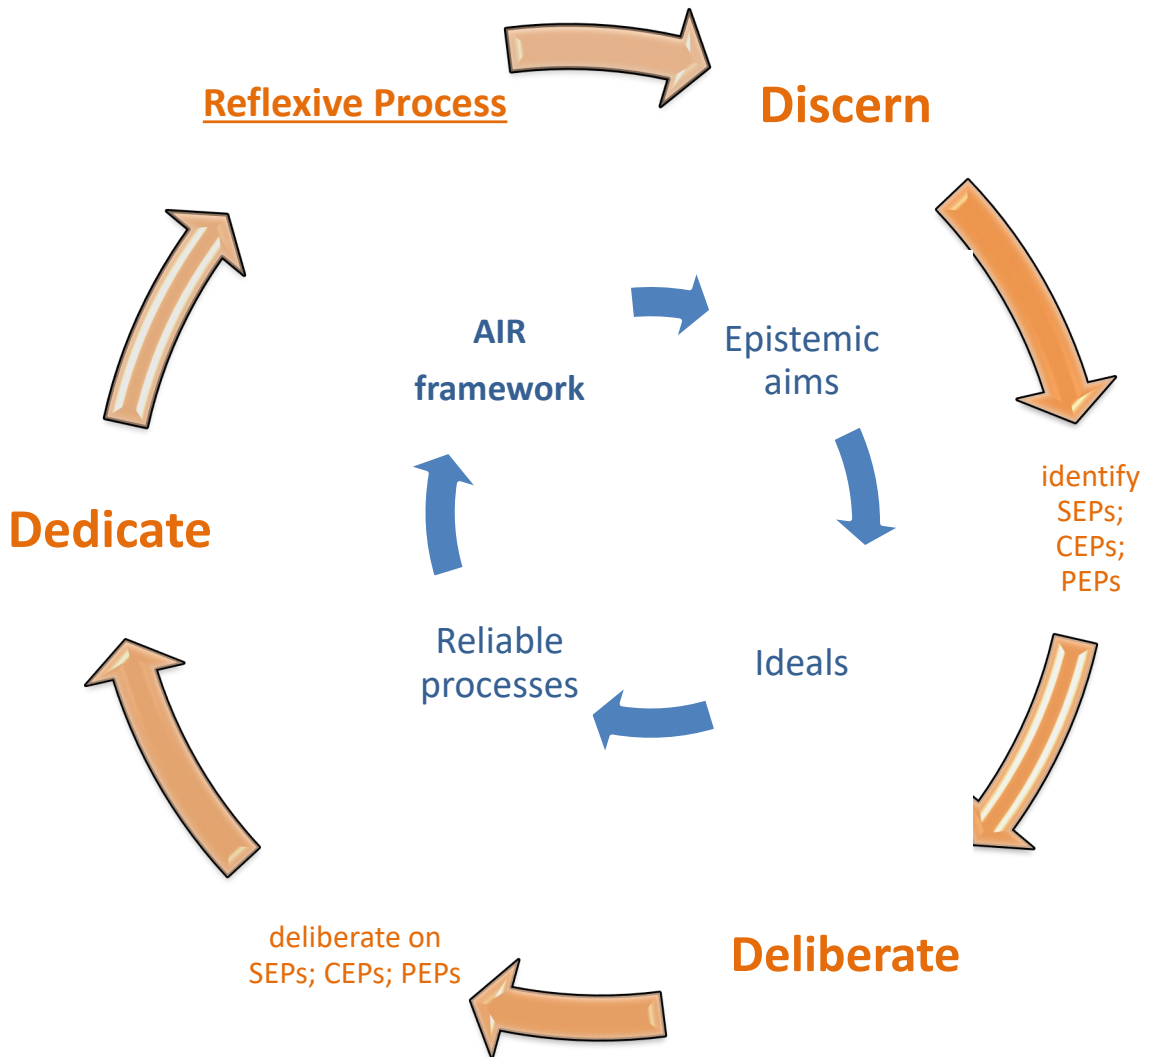 Reflexive Process
Discern
AIR
framework
Epistemic
aims
identify
SEPs;
CEPs;
PEPs
Dedicate
Reliable
processes
Ideals
deliberate on
SEPs; CEPs; PEPs
Deliberate